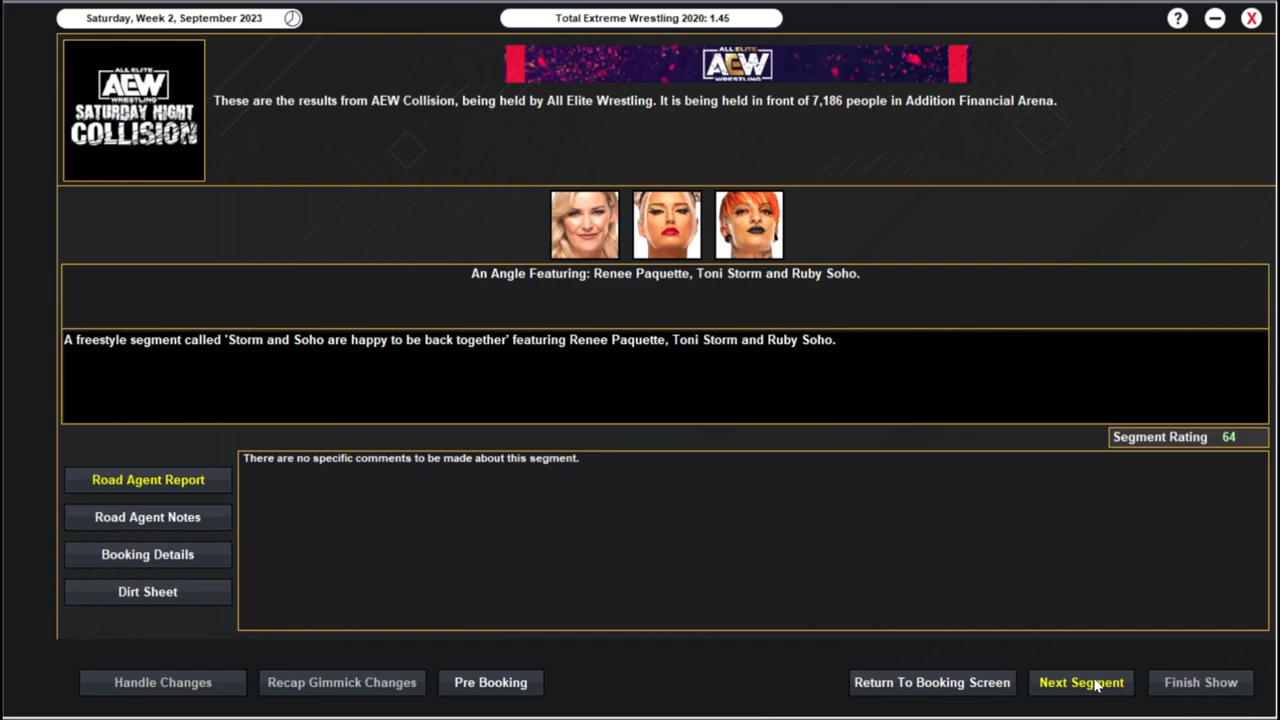 Saturday, Week 2, September 2023
Total Extreme Wrestling 2020: 1.45
?
X
ALL ELITE
AEW
WRESTLING
SATURDAY NIGHT
COLLISION
ALL ELITE
AEW
WRESTLING
These are the results from AEW Collision, being held by All Elite Wrestling. It is being held in front of 7,186 people in Addition Financial Arena.
An Angle Featuring: Renee Paquette, Toni Storm and Ruby Soho.
A freestyle segment called 'Storm and Soho are happy to be back together' featuring Renee Paquette, Toni Storm and Ruby Soho.
Segment Rating 64
There are no specific comments to be made about this segment.
Road Agent Report
Road Agent Notes
Booking Details
Dirt Sheet
Handle Changes
Recap Gimmick Changes
Pre Booking
Return To Booking Screen
Next Segment
Finish Show